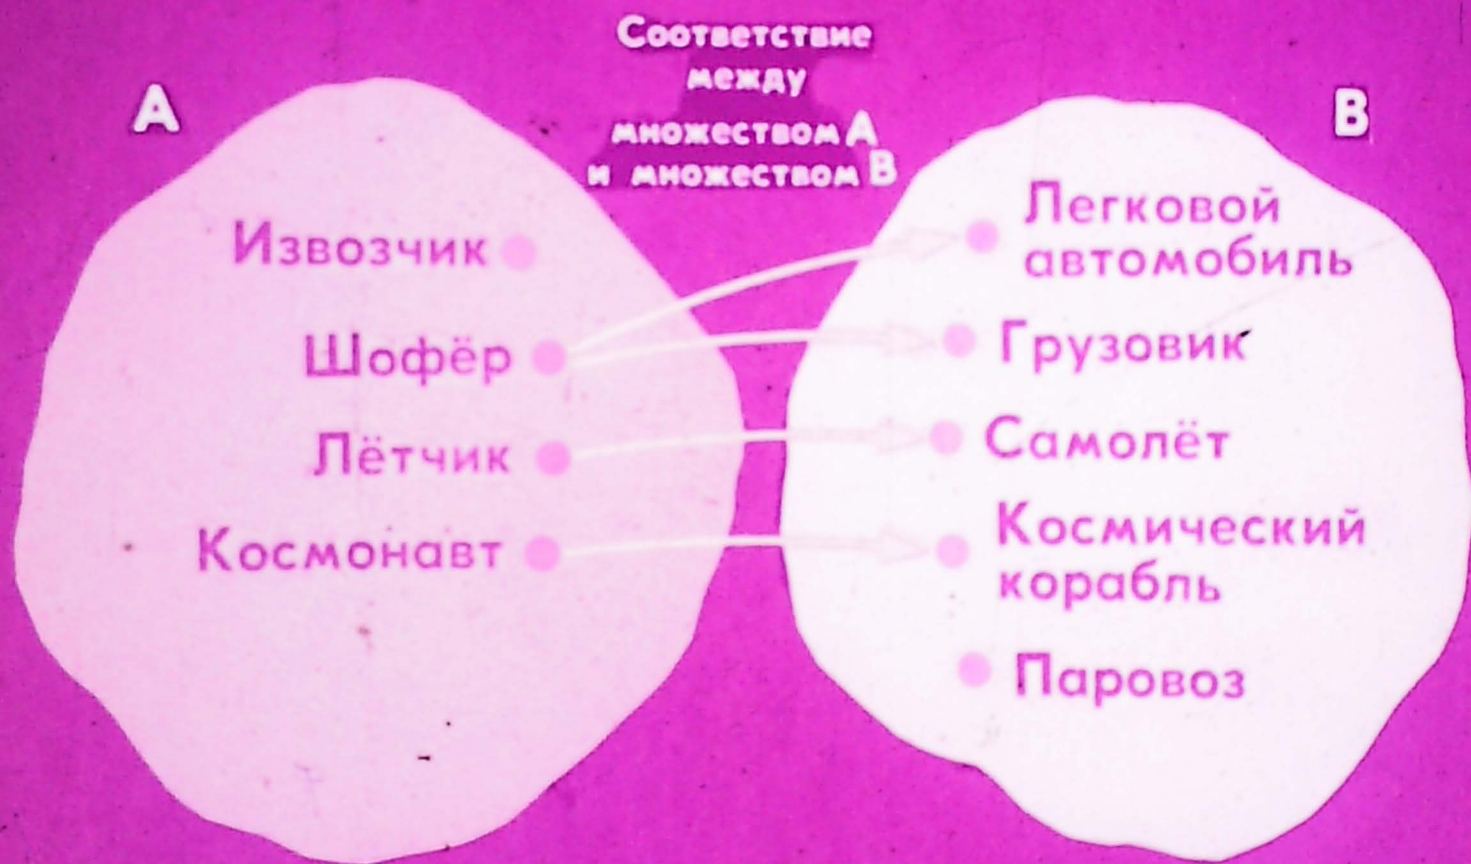 Соответствие
между
множеством А
и множеством В
А
Извозчик
Шофёр
Лётчик
Космонавт
В
Легковой
автомобиль
Грузовик
Самолёт
Космический
корабль
Паровоз